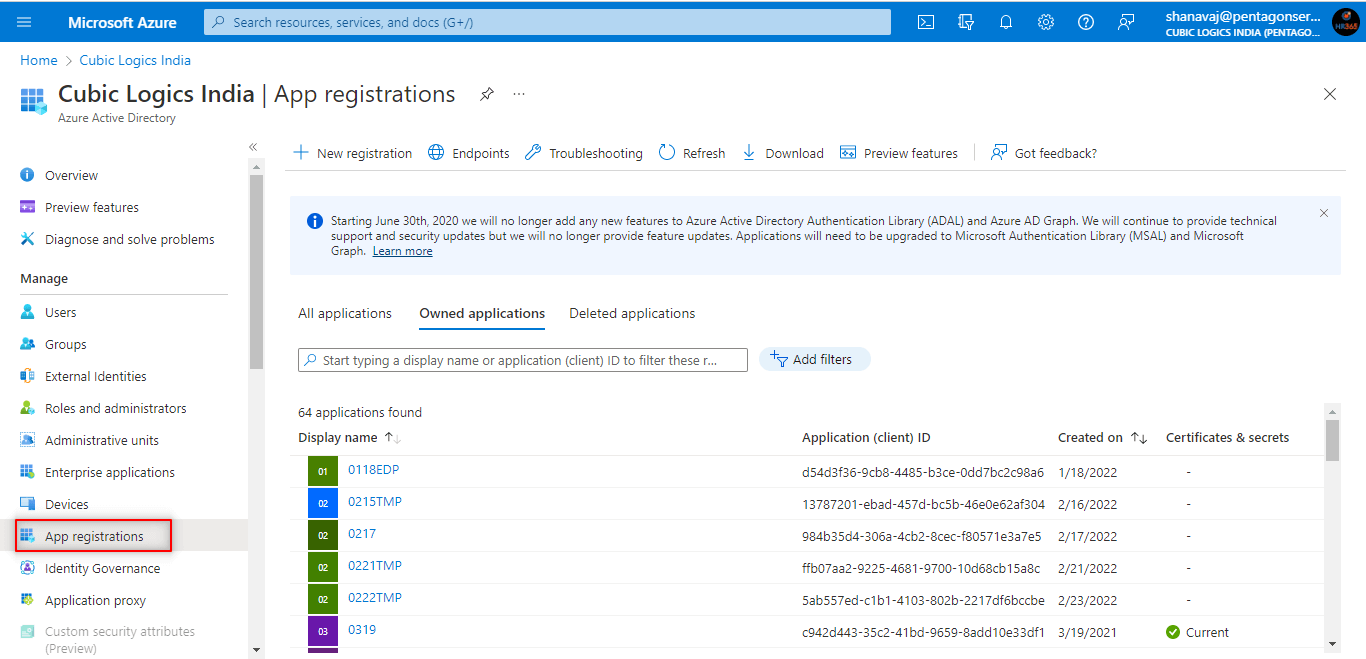 Microsoft Azure
Search resources, services, and docs (G+/)
shanavaj@pentagonser...
CUBIC LOGICS INDIA (PENTAGO...
HR365
Home > Cubic Logics India
Cubic Logics India | App registrations
Azure Active Directory
Overview
Preview features
Diagnose and solve problems
Manage
Users
Groups
External Identities
Roles and administrators
Administrative units
Enterprise applications
Devices
App registrations
Identity Governance
Application proxy
Custom security attributes
(Preview)
New registration Endpoints Troubleshooting Refresh Download Preview features Got feedback?
Starting June 30th, 2020 we will no longer add any new features to Azure Active Directory Authentication Library (ADAL) and Azure AD Graph. We will continue to provide technical
support and security updates but we will no longer provide feature updates. Applications will need to be upgraded to Microsoft Authentication Library (MSAL) and Microsoft
Graph. Learn more
All applications Owned applications Deleted applications
Start typing a display name or application (client) ID to filter these r... Add filters
64 applications found
Display name Application (client) ID Created on Certificates & secrets
01 0118EDP d54d3f36-9cb8-4485-b3ce-0dd7bc2c98a6 1/18/2022 -
02 0215TMP 13787201-ebad-457d-bc5b-46e0e62af304 2/16/2022 -
02 0217 984b35d4-306a-4cb2-8cec-f80571e3a7e5 2/17/2022 -
02 0221TMP ffb07aa2-9225-4681-9700-10d68cb15a8c 2/21/2022 -
02 0222TMP 5ab557ed-c1b1-4103-802b-2217df6bccbe 2/23/2022 -
03 0319 c942d443-35c2-41bd-9659-8add10e33df1 3/19/2021 Current